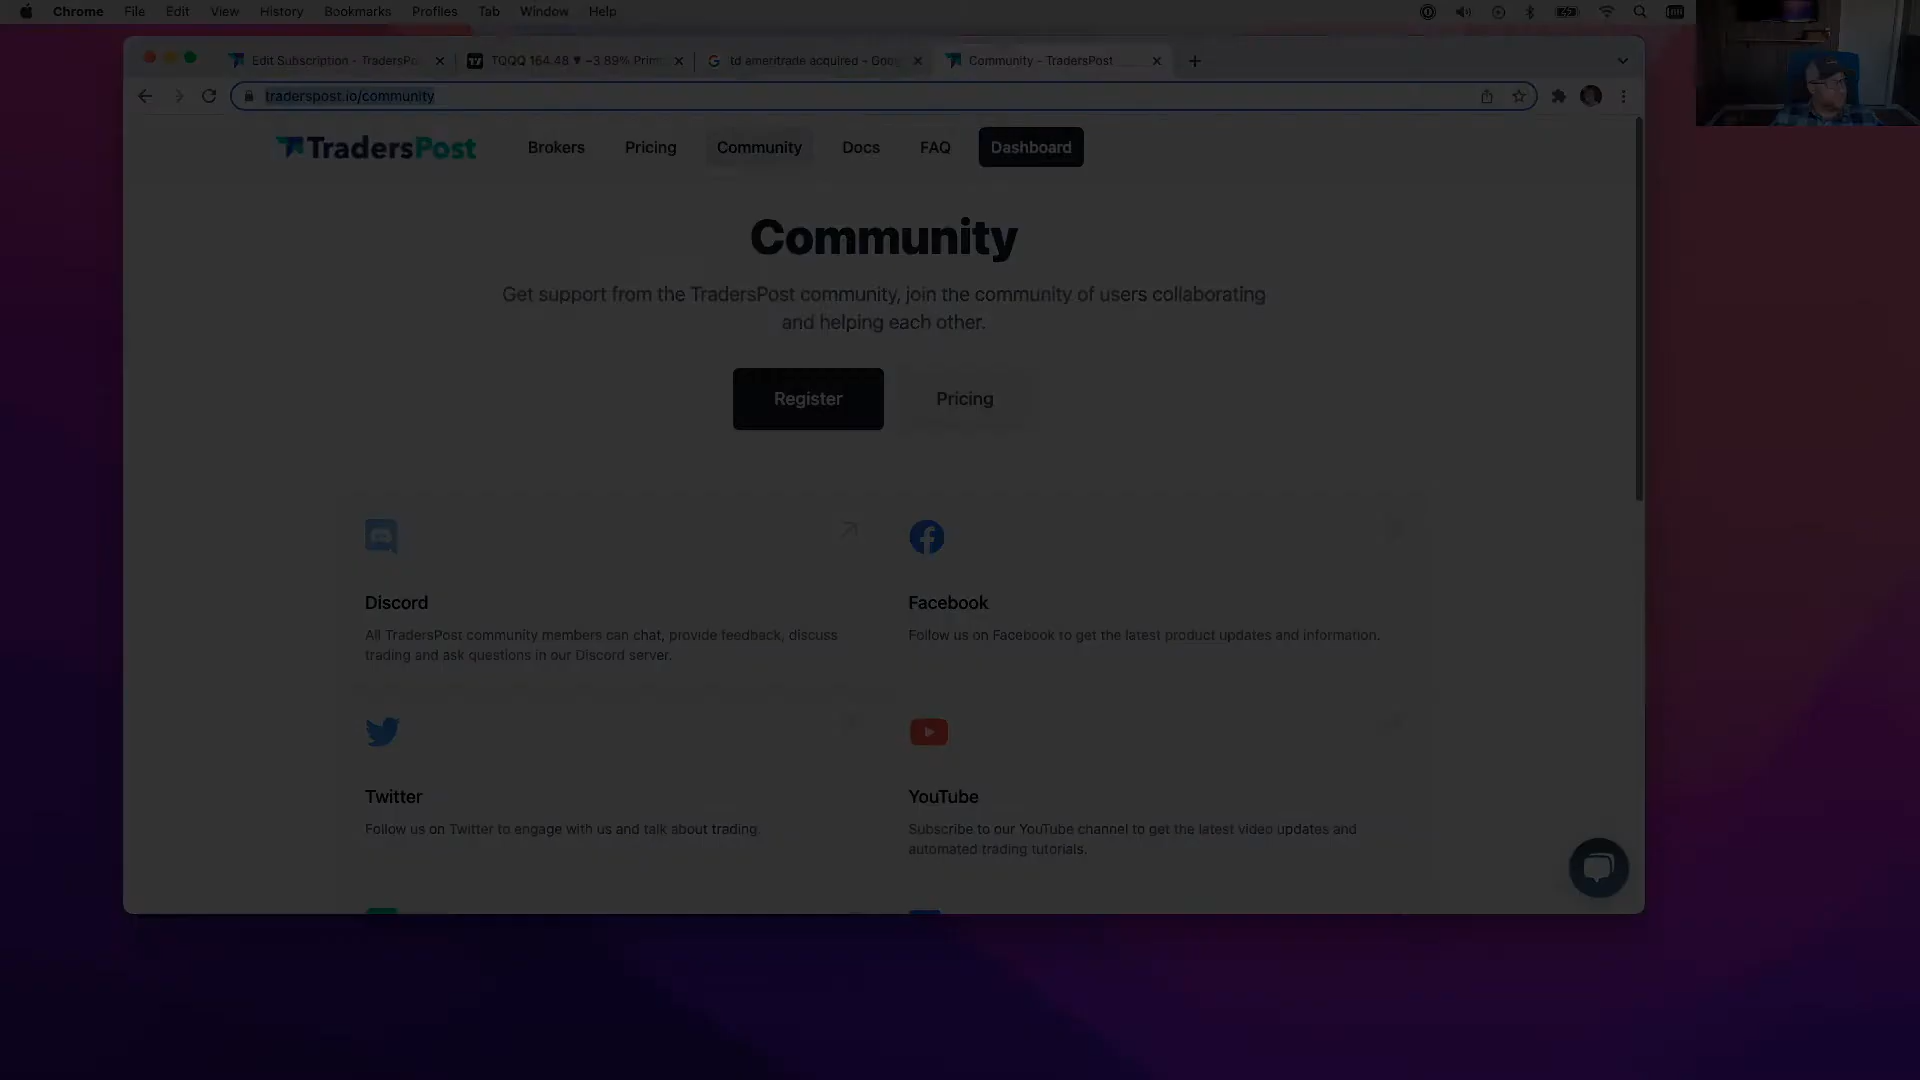 Chrome File Edit View History Bookmarks Profiles Tab Window Help
Edit Subscription - TradersPo
TQQQ 164.48 ▼ −3.89% Prim
td ameritrade acquired - Goo
Community - TradersPost
traderspost.io/community
TradersPost Brokers Pricing Community Docs FAQ Dashboard
Community
Get support from the TradersPost community, join the community of users collaborating
and helping each other.
Register Pricing
Discord
All TradersPost community members can chat, provide feedback, discuss
trading and ask questions in our Discord server.
Facebook
Follow us on Facebook to get the latest product updates and information.
Twitter
Follow us on Twitter to engage with us and talk about trading.
YouTube
Subscribe to our YouTube channel to get the latest video updates and
automated trading tutorials.